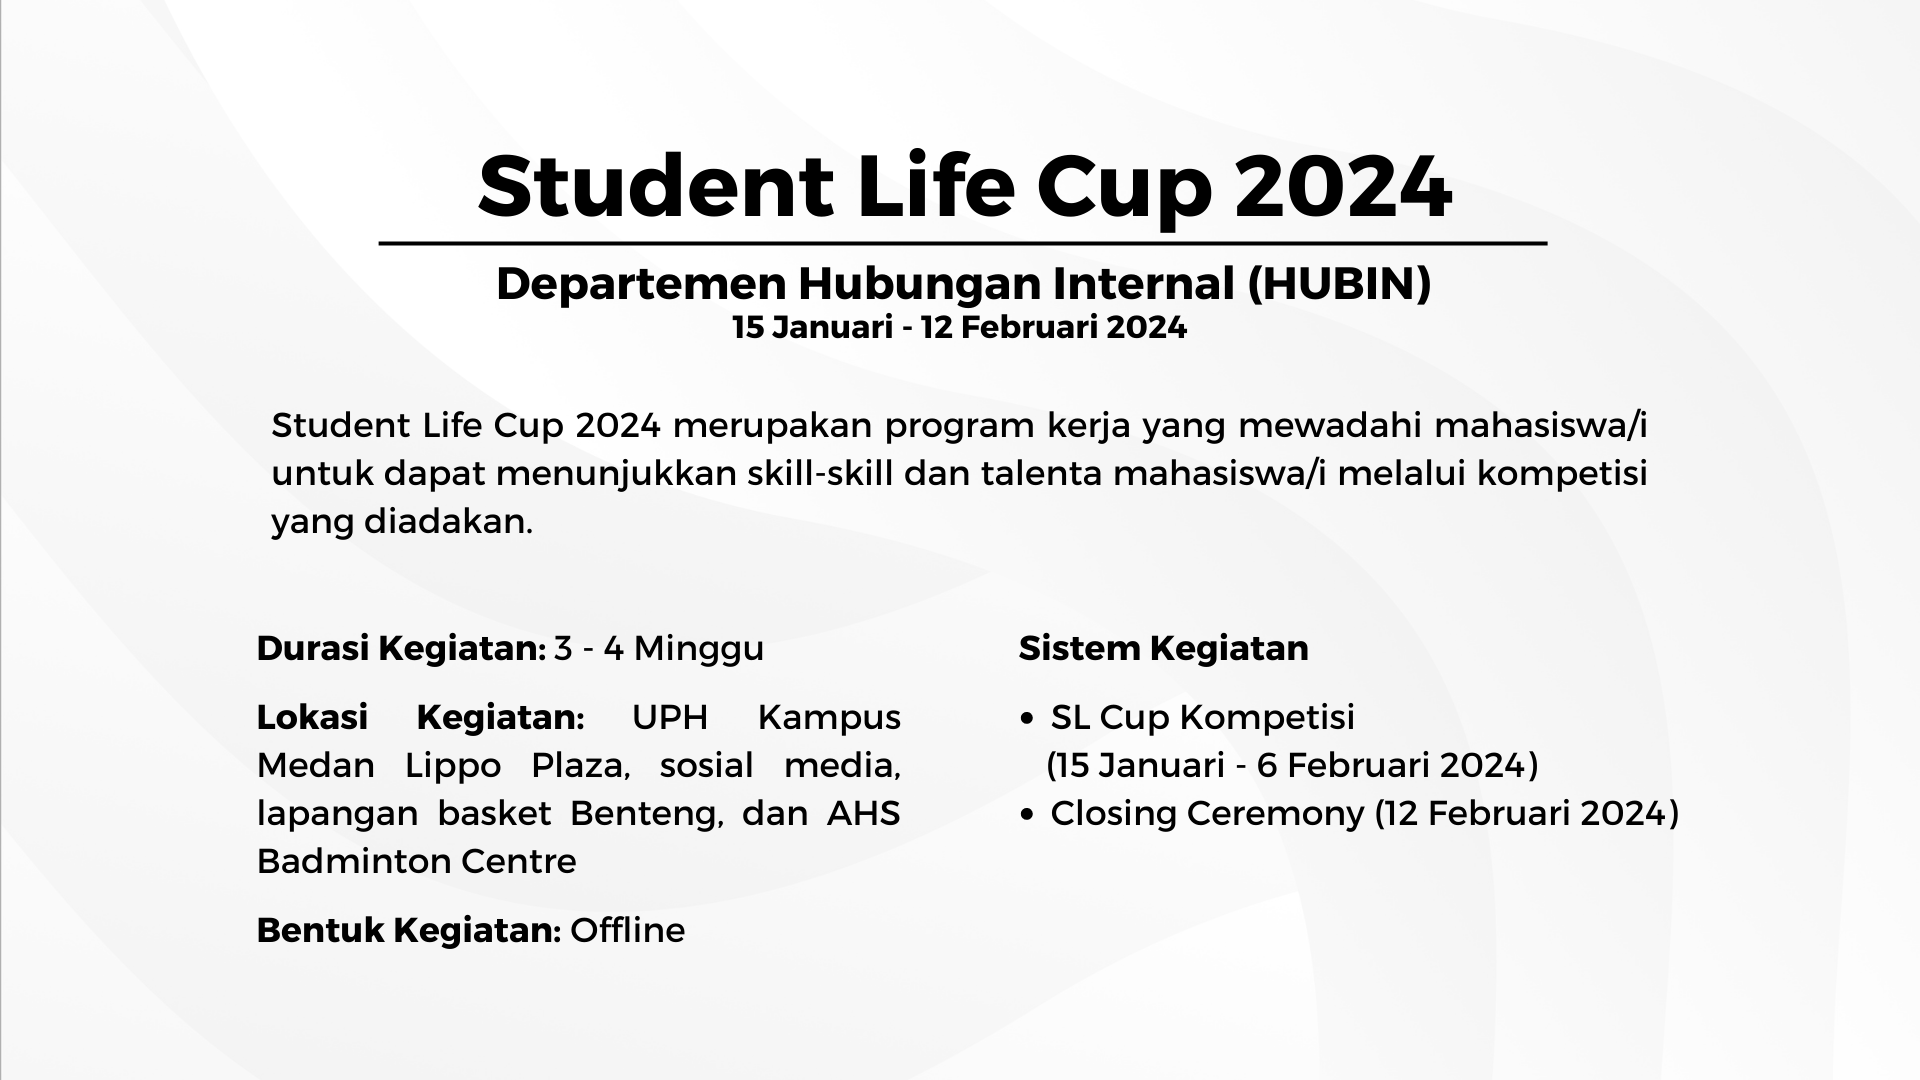 Student Life Cup 2024
Departemen Hubungan Internal (HUBIN)
15 Januari - 12 Februari 2024
Student Life Cup 2024 merupakan program kerja yang mewadahi mahasiswa/i
untuk dapat menunjukkan skill-skill dan talenta mahasiswa/i melalui kompetisi
yang diadakan.
Durasi Kegiatan: 3 - 4 Minggu
Lokasi Kegiatan: UPH Kampus
Medan Lippo Plaza, sosial media,
lapangan basket Benteng, dan AHS
Badminton Centre
Bentuk Kegiatan: Offline
Sistem Kegiatan
• SL Cup Kompetisi
(15 Januari - 6 Februari 2024)
• Closing Ceremony (12 Februari 2024)